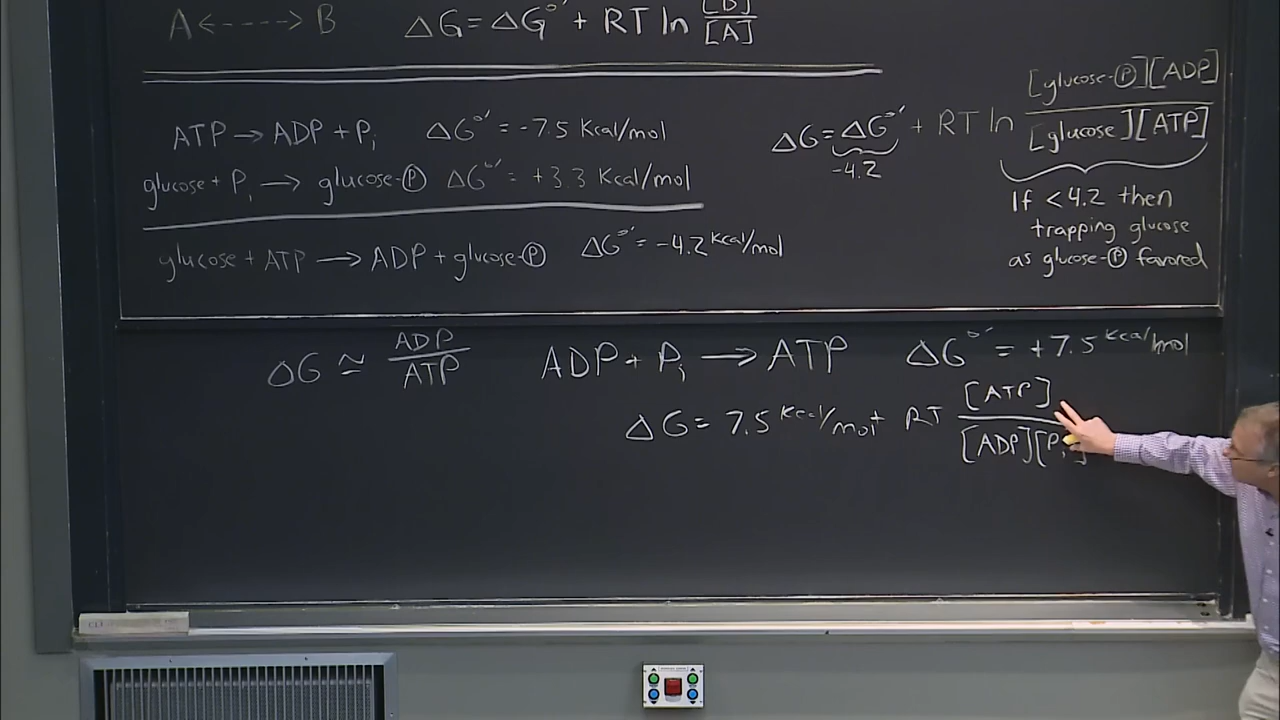 A <----> B ΔG = ΔG°' + RT ln [B]/[A]
ATP → ADP + Pi ΔG°' = -7.5 Kcal/mol
glucose + Pi → glucose-Ⓟ ΔG°' = +3.3 Kcal/mol
glucose + ATP → ADP + glucose-Ⓟ ΔG°' = -4.2 Kcal/mol
ΔG = ΔG°' + RT ln [glucose-Ⓟ][ADP]/[glucose][ATP]
-4.2
If < 4.2 then
trapping glucose
as glucose-Ⓟ favored
ΔG ≃ ADP/ATP
ADP + Pi → ATP ΔG°' = +7.5 Kcal/mol
ΔG = 7.5 Kcal/mol + RT [ATP]/[ADP][Pi]